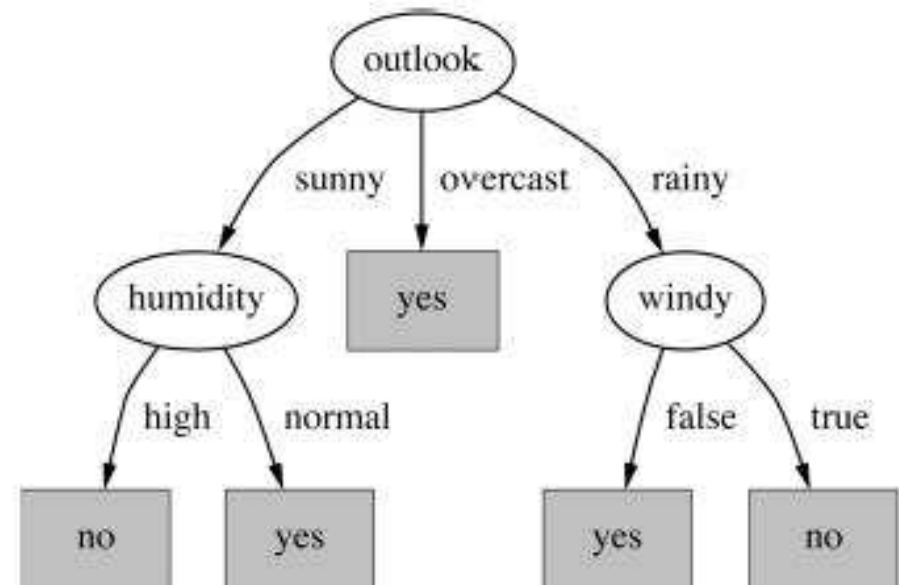 outlook
sunny overcast rainy
humidity yes windy
high normal false true
no yes yes no